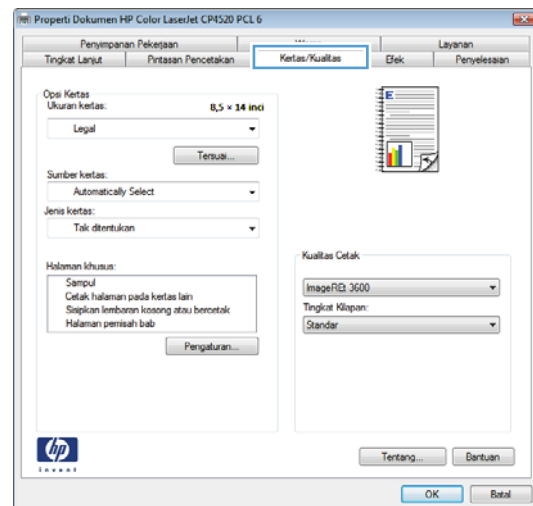 Properti Dokumen HP Color LaserJet CP4520 PCL 6
Penyimpanan Pekerjaan
Layanan
Tingkat Lanjut
Pintasan Pencetakan
Kertas/Kualitas
Efek
Penyelesaian
Opsi Kertas
Ukuran kertas:
8,5 × 14 inci
Legal
Tersuai...
Sumber kertas:
Automatically Select
Jenis kertas:
Tak ditentukan
Halaman khusus:
Sampul
Cetak halaman pada kertas lain
Sisipkan lembaran kosong atau bercetak
Halaman pemisah bab
Pengaturan...
E
Kualitas Cetak
ImageREt 3600
Tingkat Kilapan:
Standar
hp
invent
Tentang...
Bantuan
OK
Batal